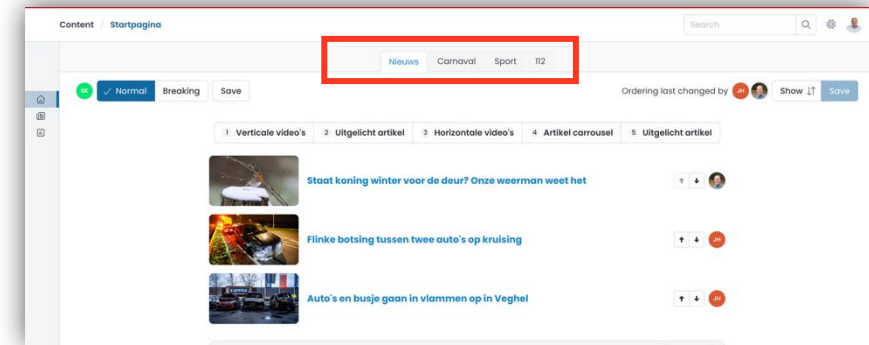 Content / Startpagina
Search
Nieuws Carnaval Sport 112
SK ✓ Normal Breaking Save
Ordering last changed by JH Show ↓↑ Save
1 Verticale video's 2 Uitgelicht artikel 3 Horizontale video's 4 Artikel carrousel 5 Uitgelicht artikel
Staat koning winter voor de deur? Onze weerman weet het
Flinke botsing tussen twee auto's op kruising
JH
Auto's en busje gaan in vlammen op in Veghel
JH